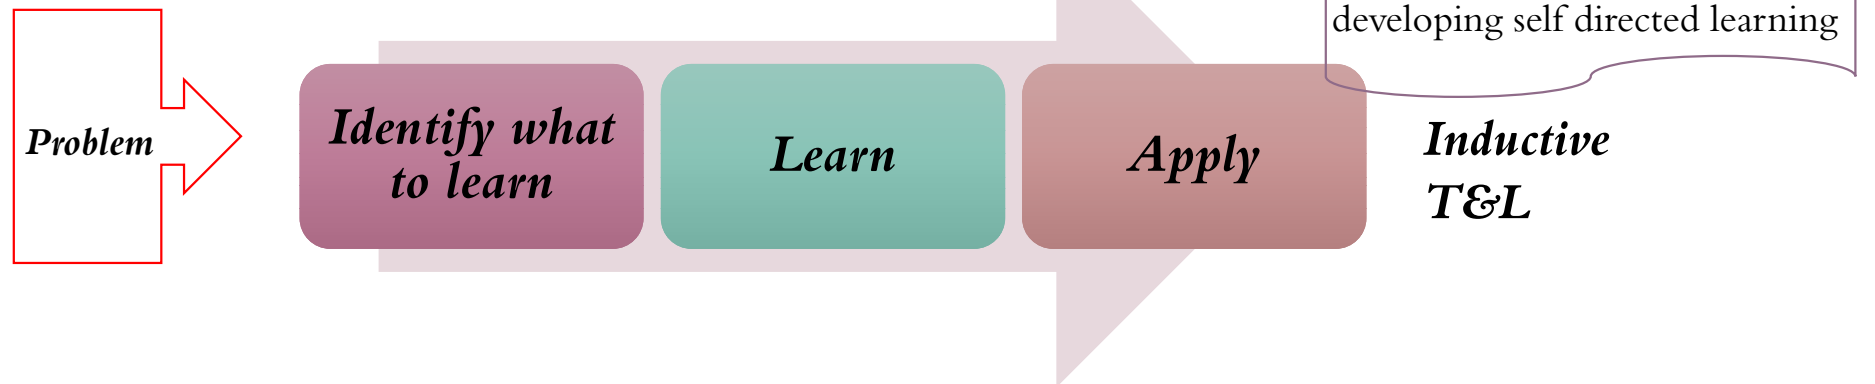 developing self directed learning
Problem
Identify what
to learn
Learn
Apply
Inductive
T&L